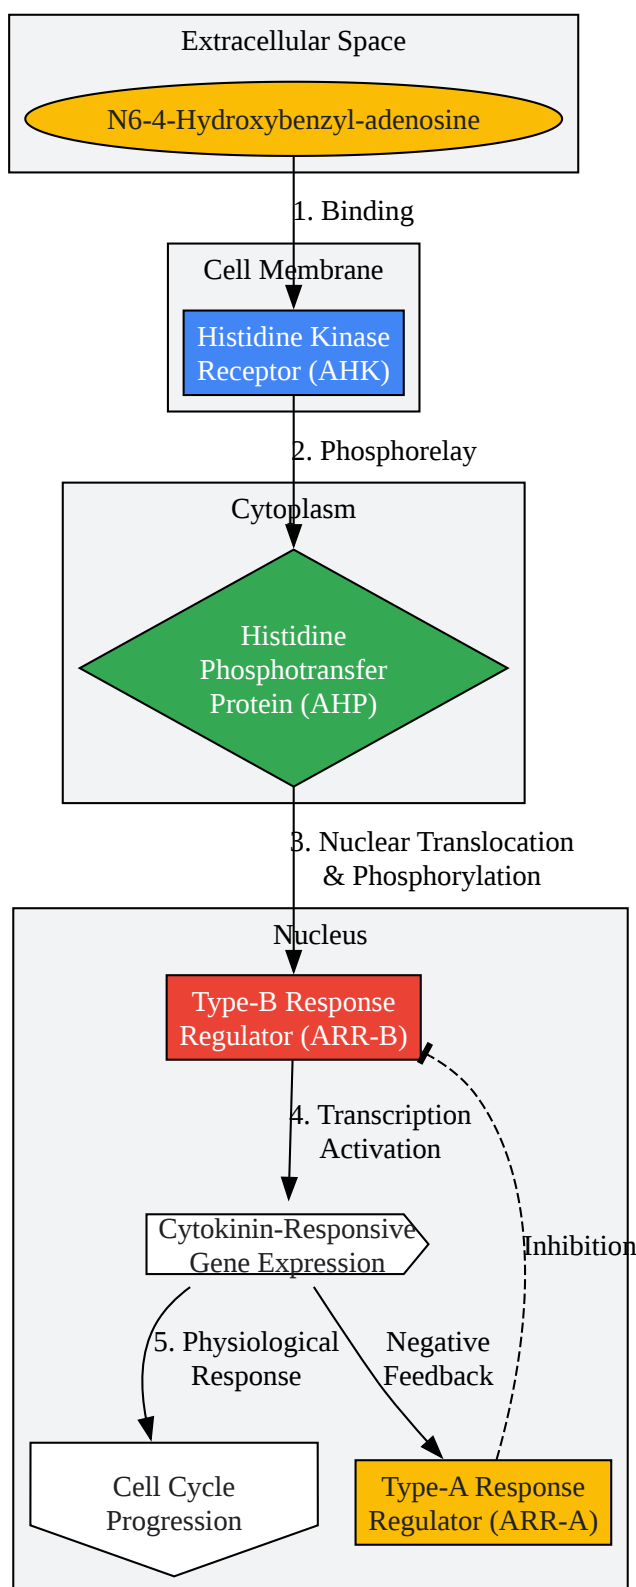 Extracellular Space
N6-4-Hydroxybenzyl-adenosine
1. Binding
Cell Membrane
Histidine Kinase
Receptor (AHK)
2. Phosphorelay
Cytoplasm
Histidine
Phosphotransfer
Protein (AHP)
3. Nuclear Translocation
& Phosphorylation
Nucleus
Type-B Response
Regulator (ARR-B)
4. Transcription
Activation
Cytokinin-Responsive
Gene Expression
Inhibition
5. Physiological
Response
Negative
Feedback
Cell Cycle
Progression
Type-A Response
Regulator (ARR-A)